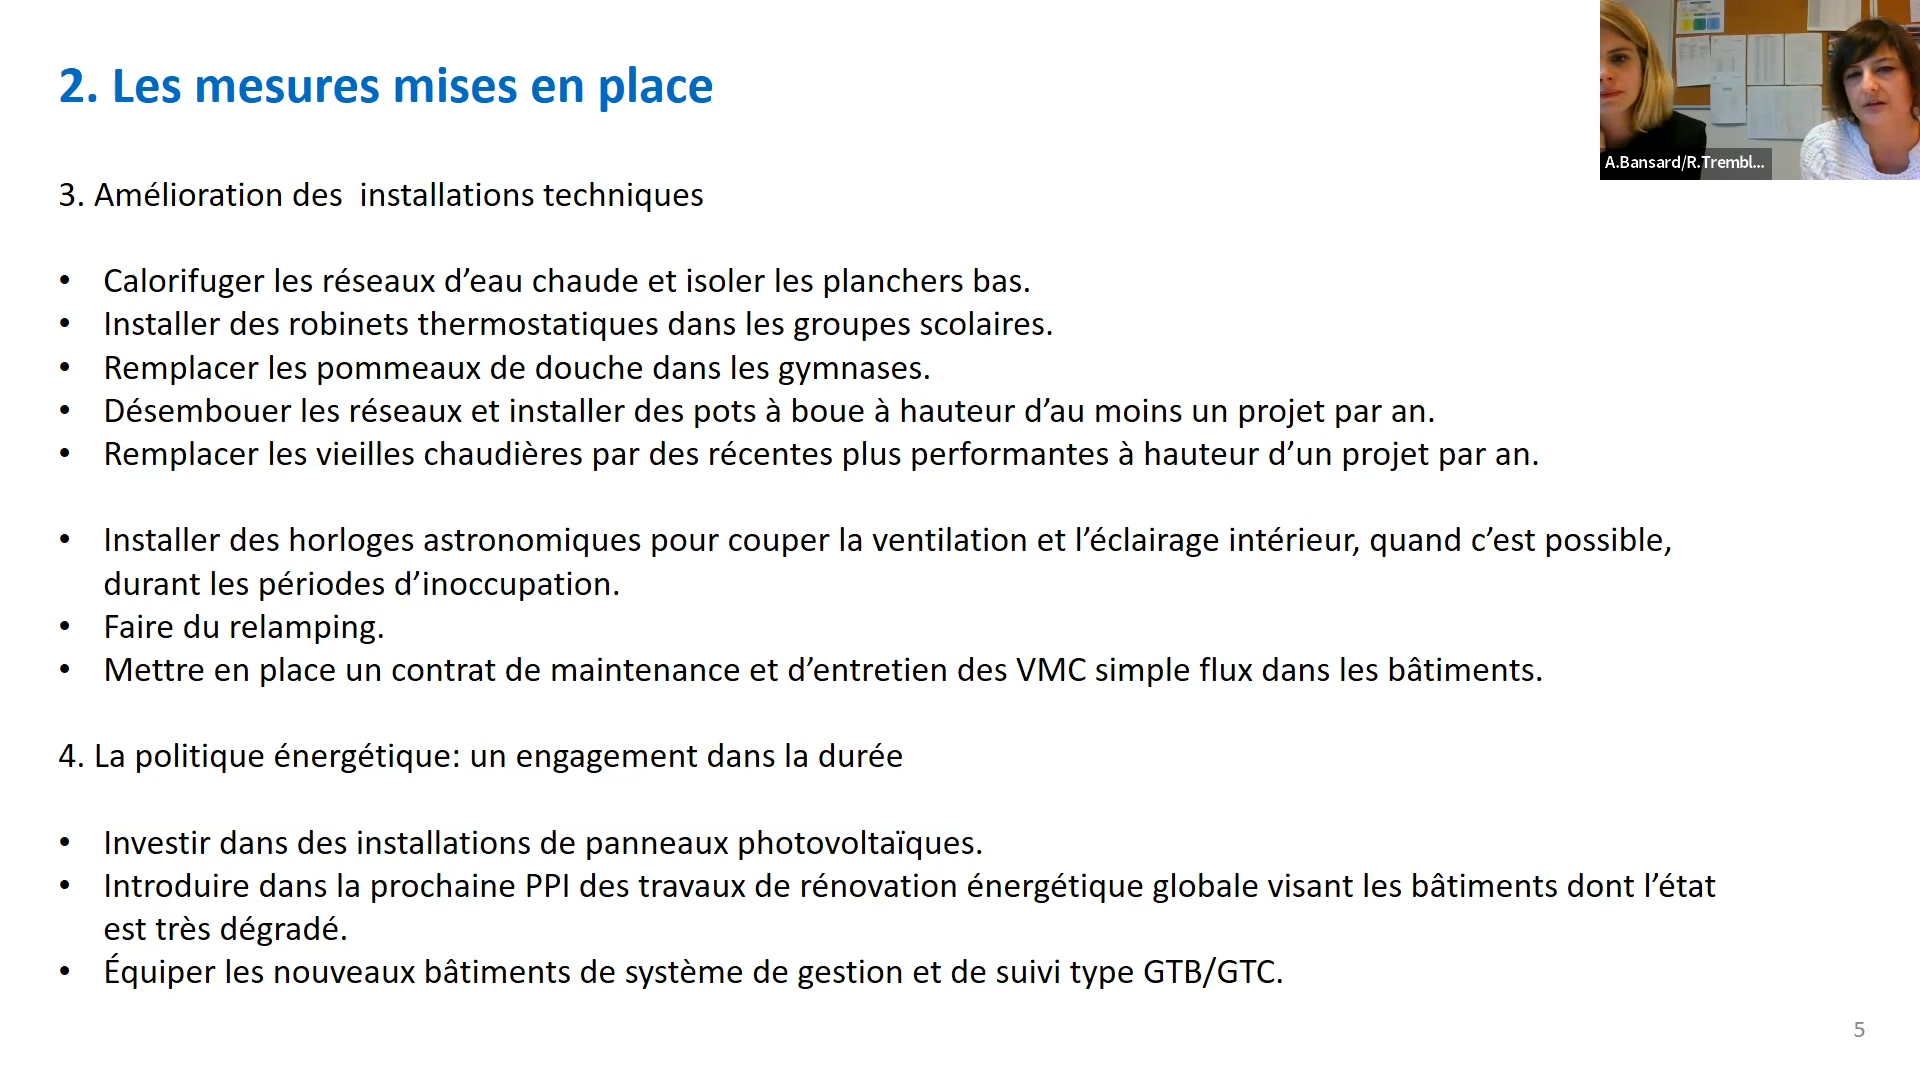 2. Les mesures mises en place
A.Bansard/R.Trembl...
3. Amélioration des  installations techniques
• Calorifuger les réseaux d’eau chaude et isoler les planchers bas.
• Installer des robinets thermostatiques dans les groupes scolaires.
• Remplacer les pommeaux de douche dans les gymnases.
• Désembouer les réseaux et installer des pots à boue à hauteur d’au moins un projet par an.
• Remplacer les vieilles chaudières par des récentes plus performantes à hauteur d’un projet par an.
• Installer des horloges astronomiques pour couper la ventilation et l’éclairage intérieur, quand c’est possible,
durant les périodes d’inoccupation.
• Faire du relamping.
• Mettre en place un contrat de maintenance et d’entretien des VMC simple flux dans les bâtiments.
4. La politique énergétique: un engagement dans la durée
• Investir dans des installations de panneaux photovoltaïques.
• Introduire dans la prochaine PPI des travaux de rénovation énergétique globale visant les bâtiments dont l’état
est très dégradé.
• Équiper les nouveaux bâtiments de système de gestion et de suivi type GTB/GTC.
5